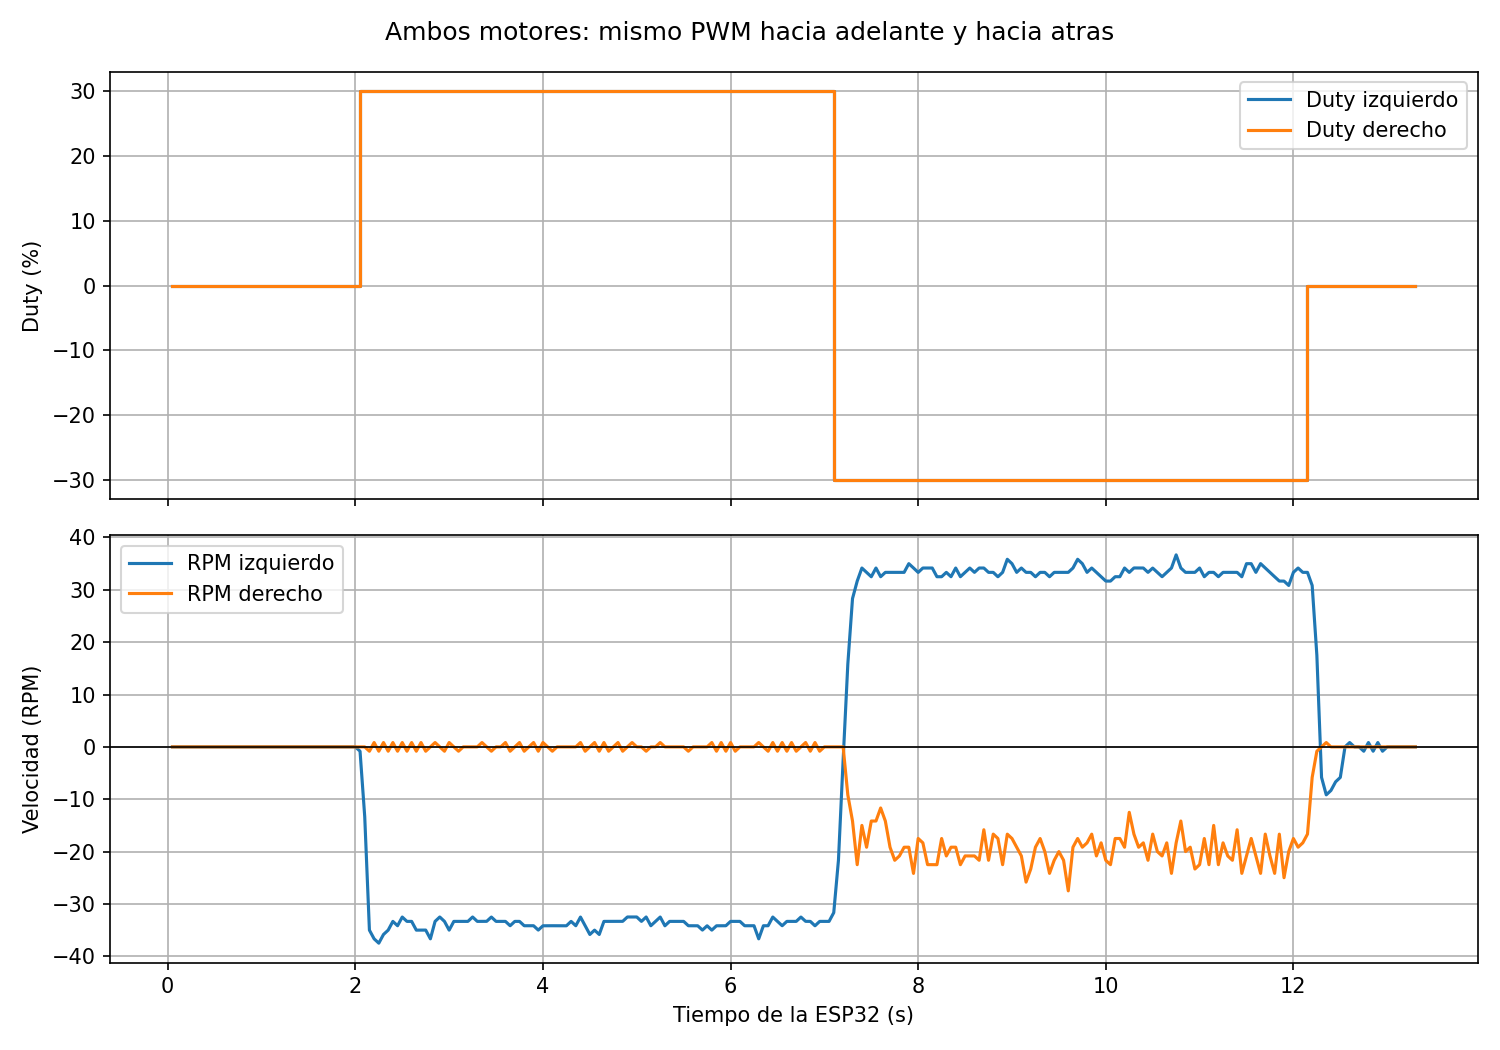 Ambos motores: mismo PWM hacia adelante y hacia atras
Duty (%)
30
20
10
0
−10
−20
−30
Duty izquierdo
Duty derecho
Velocidad (RPM)
40
30
20
10
0
−10
−20
−30
−40
RPM izquierdo
RPM derecho
0 2 4 6 8 10 12
Tiempo de la ESP32 (s)